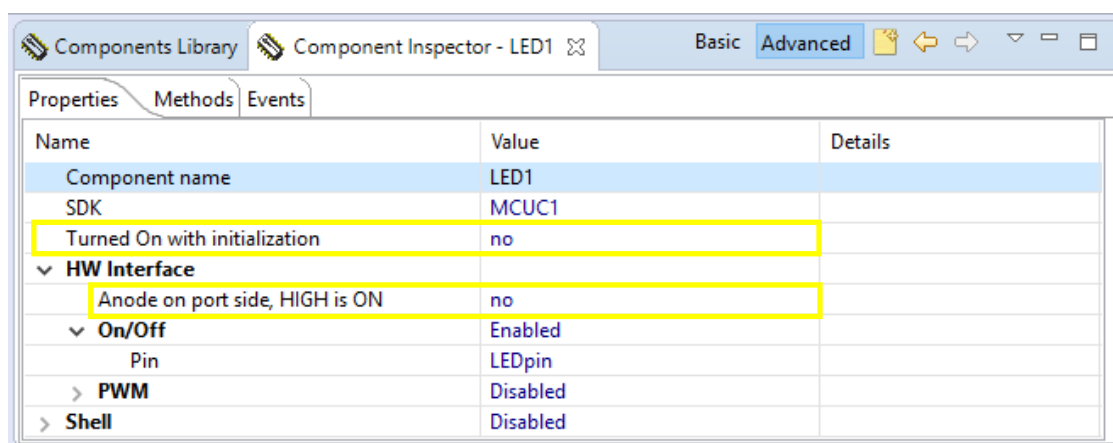 Components Library Component Inspector - LED1 Basic Advanced
Properties Methods Events
Name Value Details
Component name LED1
SDK MCUC1
Turned On with initialization no
HW Interface
Anode on port side, HIGH is ON no
On/Off Enabled
Pin LEDpin
PWM Disabled
Shell Disabled